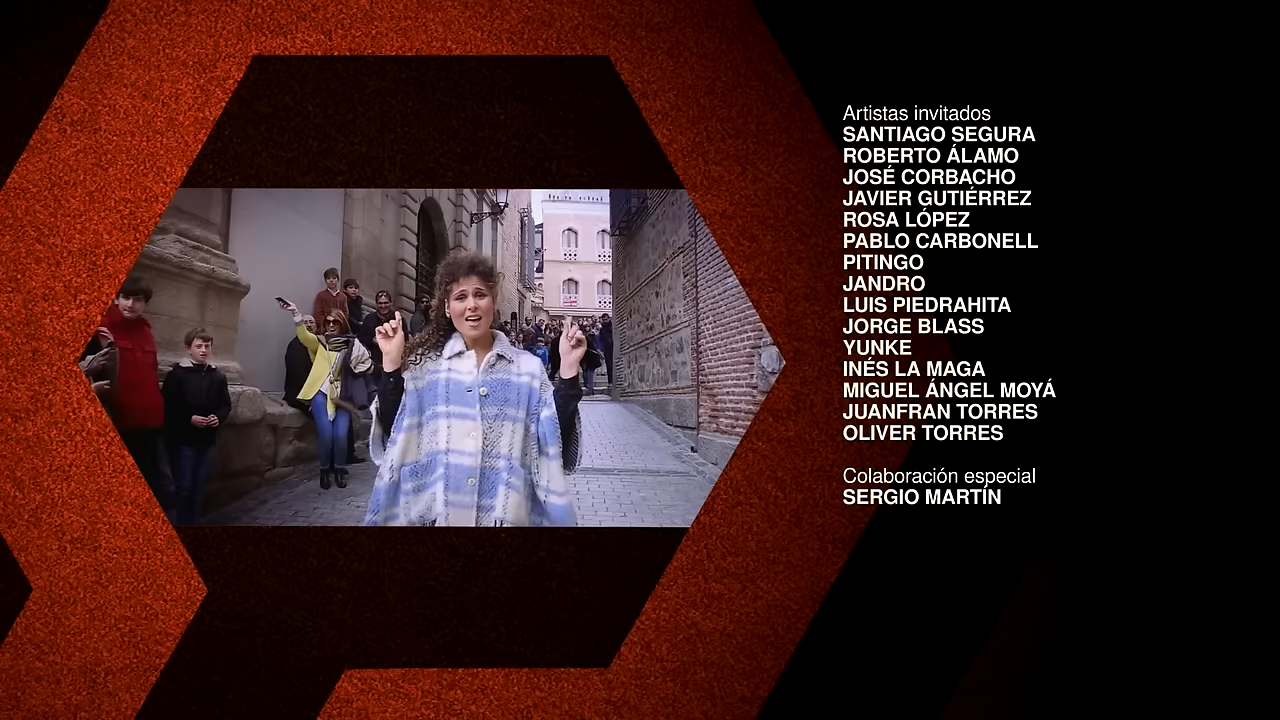 Artistas invitados
SANTIAGO SEGURA
ROBERTO ÁLAMO
JOSÉ CORBACHO
JAVIER GUTIÉRREZ
ROSA LÓPEZ
PABLO CARBONELL
PITINGO
JANDRO
LUIS PIEDRAHITA
JORGE BLASS
YUNKE
INÉS LA MAGA
MIGUEL ÁNGEL MOYÁ
JUANFRAN TORRES
OLIVER TORRES
Colaboración especial
SERGIO MARTÍN